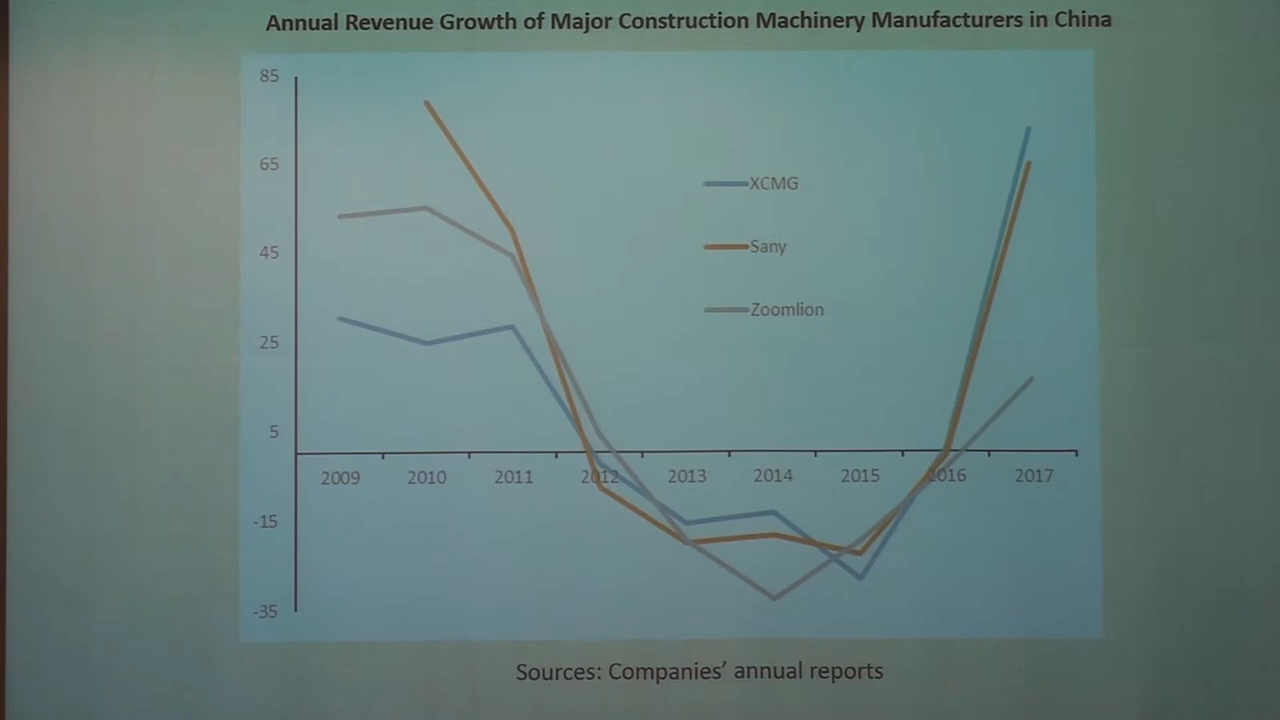 Annual Revenue Growth of Major Construction Machinery Manufacturers in China
85
65
45
25
5
-15
-35
XCMG
Sany
Zoomlion
2009 2010 2011 2012 2013 2014 2015 2016 2017
Sources: Companies' annual reports